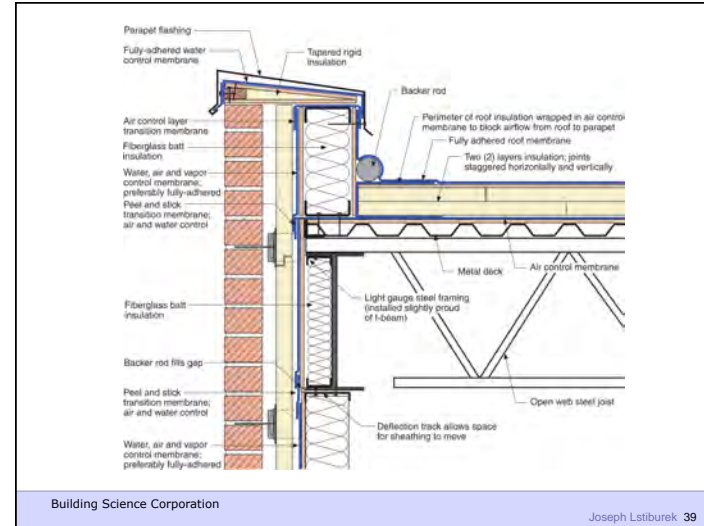 Parapet flashing
Fully-adhered water
control membrane
Tapered rigid
insulation
Backer rod
Air control layer
transition membrane
Perimeter of roof insulation wrapped in air control
membrane to block airflow from roof to parapet
Fully adhered roof membrane
Fiberglass batt
insulation
Two (2) layers insulation; joints
staggered horizontally and vertically
Water, air and vapor
control membrane;
preferably fully-adhered
Peel and stick
transition membrane;
air and water control
Metal deck
Air control membrane
Fiberglass batt
insulation
Light gauge steel framing
(installed slightly proud
of I-beam)
Backer rod fills gap
Peel and stick
transition membrane;
air and water control
Open web steel joist
Deflection track allows space
for sheathing to move
Water, air and vapor
control membrane;
preferably fully-adhered
Building Science Corporation
Joseph Lstiburek 39